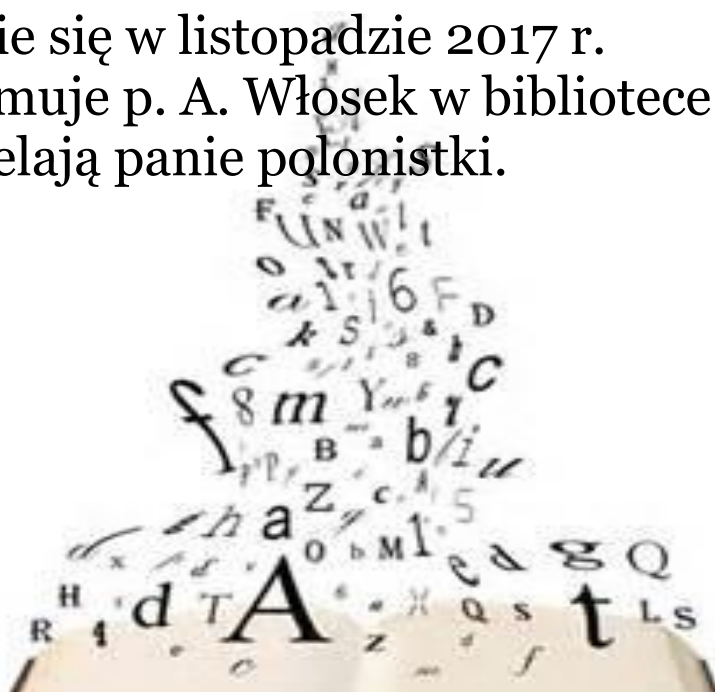 ie się w listopadzie 2017 r.
muje p. A. Włosek w bibliotece
elają panie polonistki.